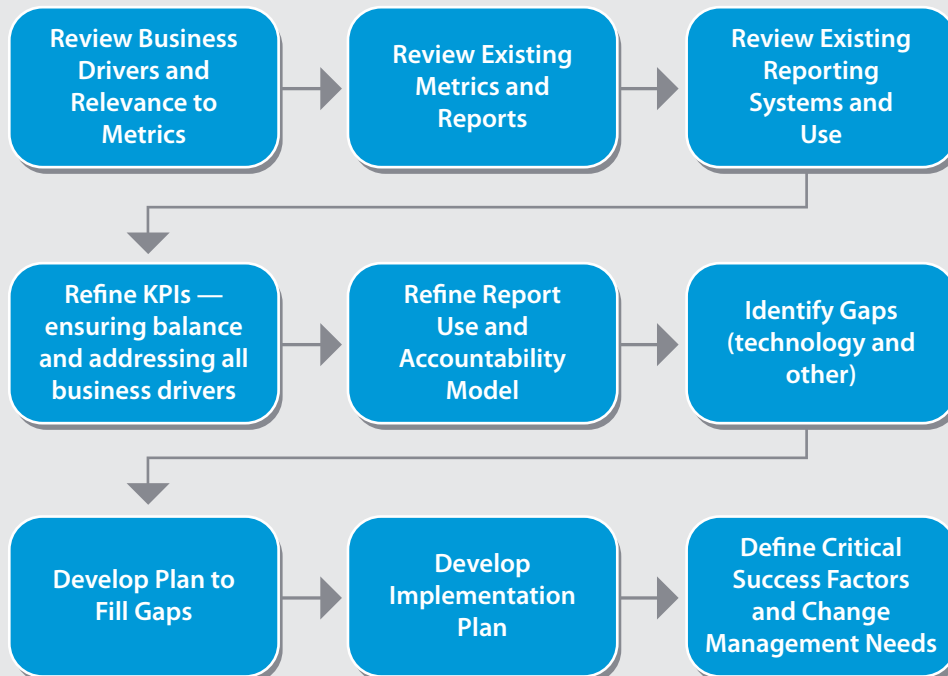 Review Business
Drivers and
Relevance to
Metrics
Review Existing
Metrics and
Reports
Review Existing
Reporting
Systems and
Use
Refine KPIs —
ensuring balance
and addressing all
business drivers
Refine Report
Use and
Accountability
Model
Identify Gaps
(technology and
other)
Develop Plan to
Fill Gaps
Develop
Implementation
Plan
Define Critical
Success Factors
and Change
Management Needs